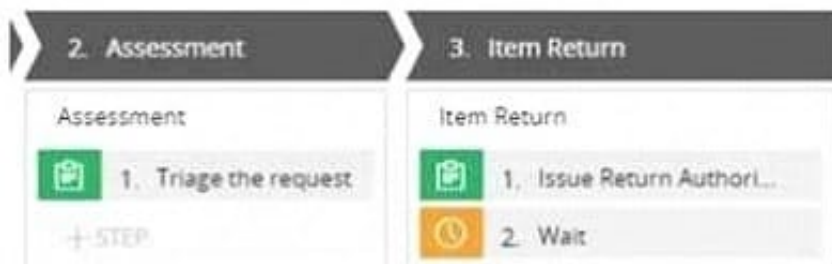 2. Assessment
3. Item Return
Assessment
1. Triage the request
+ STEP
Item Return
1. Issue Return Authori...
2. Wait